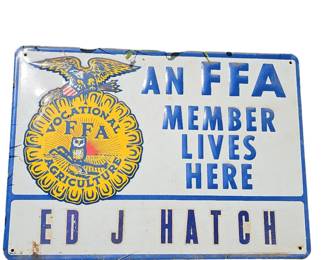 AN FFA
MEMBER
LIVES
HERE
VOCATIONAL
FFA
AGRICULTURE
ED J HATCH